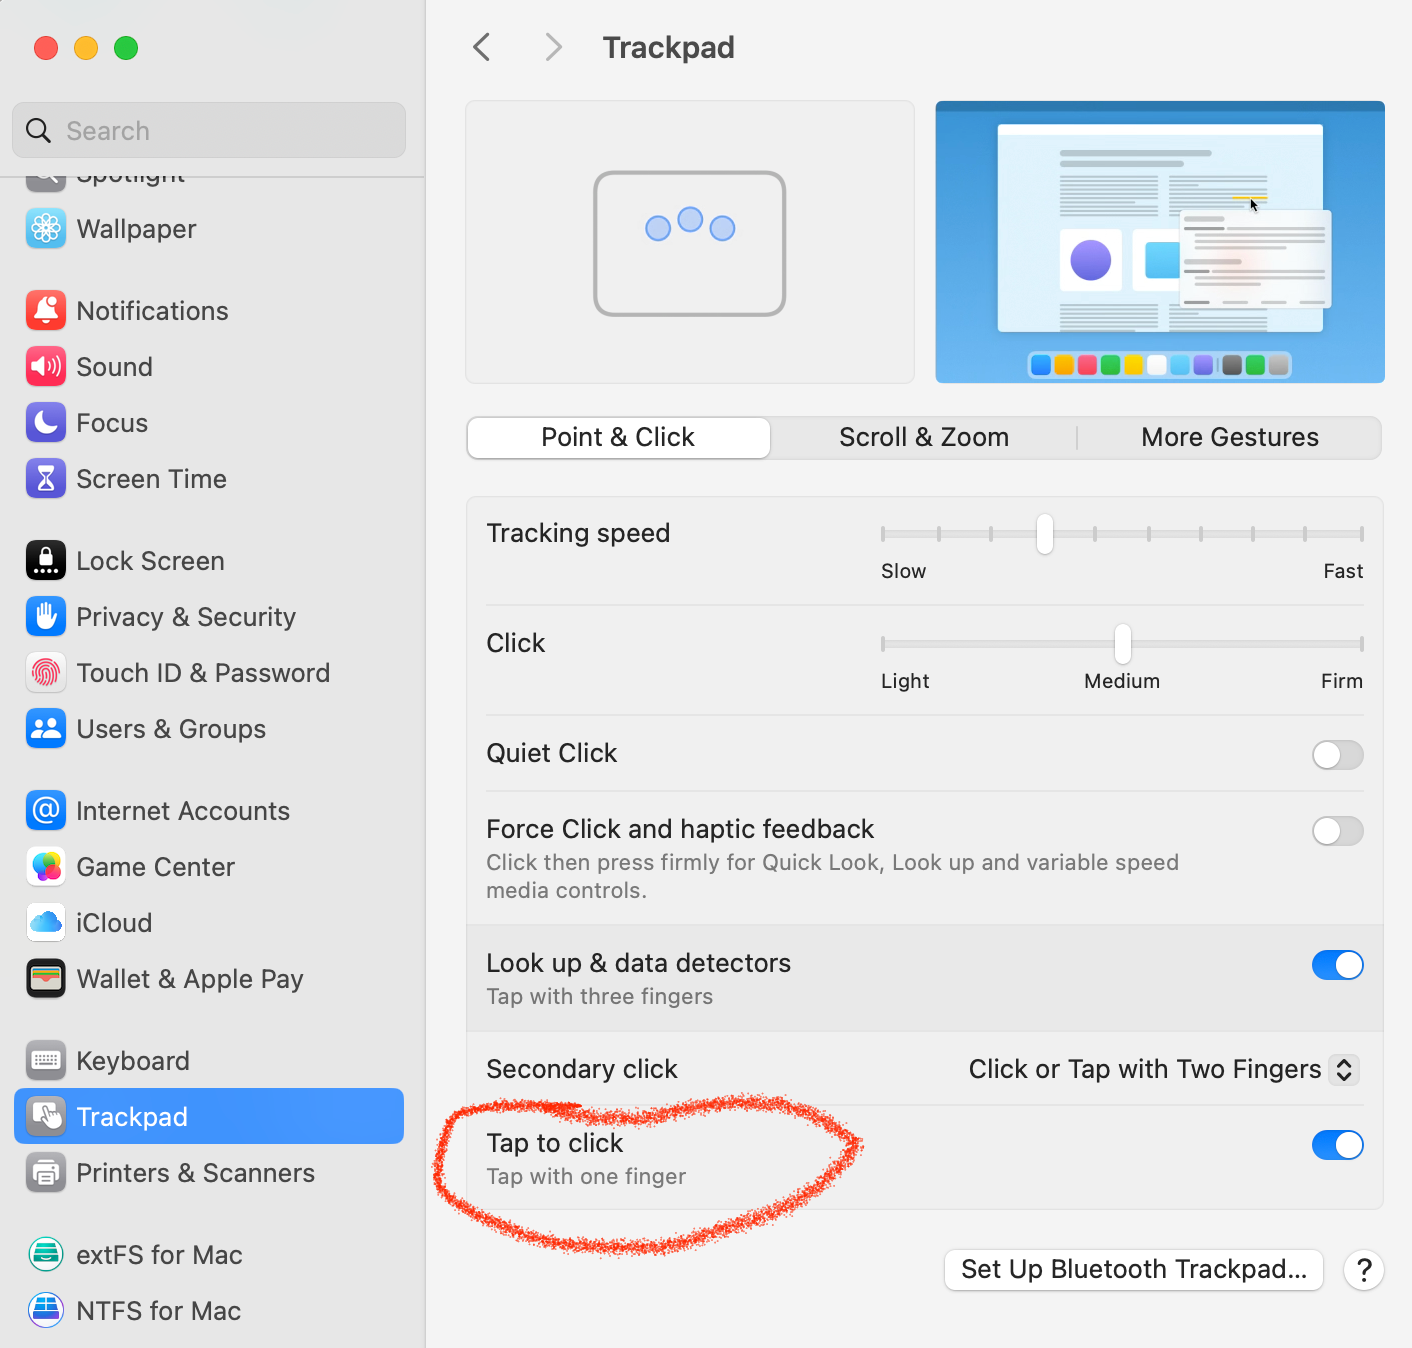 Trackpad
Search
Spotlight
Wallpaper
Notifications
Sound
Focus
Screen Time
Lock Screen
Privacy & Security
Touch ID & Password
Users & Groups
Internet Accounts
Game Center
iCloud
Wallet & Apple Pay
Keyboard
Trackpad
Printers & Scanners
extFS for Mac
NTFS for Mac
Point & Click
Scroll & Zoom
More Gestures
Tracking speed
Slow
Fast
Click
Light
Medium
Firm
Quiet Click
Force Click and haptic feedback
Click then press firmly for Quick Look, Look up and variable speed
media controls.
Look up & data detectors
Tap with three fingers
Secondary click
Click or Tap with Two Fingers
Tap to click
Tap with one finger
Set Up Bluetooth Trackpad...
?